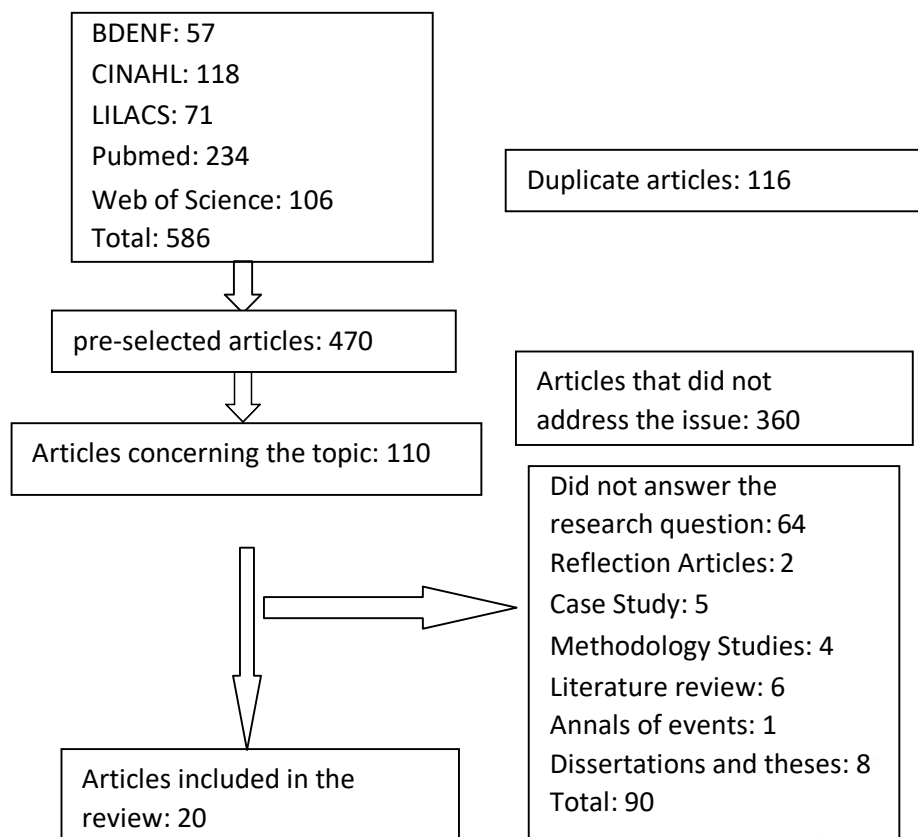 BDENF: 57
CINAHL: 118
LILACS: 71
Pubmed: 234
Web of Science: 106
Total: 586
Duplicate articles: 116
pre-selected articles: 470
Articles that did not
address the issue: 360
Articles concerning the topic: 110
Did not answer the
research question: 64
Reflection Articles: 2
Case Study: 5
Methodology Studies: 4
Literature review: 6
Annals of events: 1
Dissertations and theses: 8
Total: 90
Articles included in the
review: 20